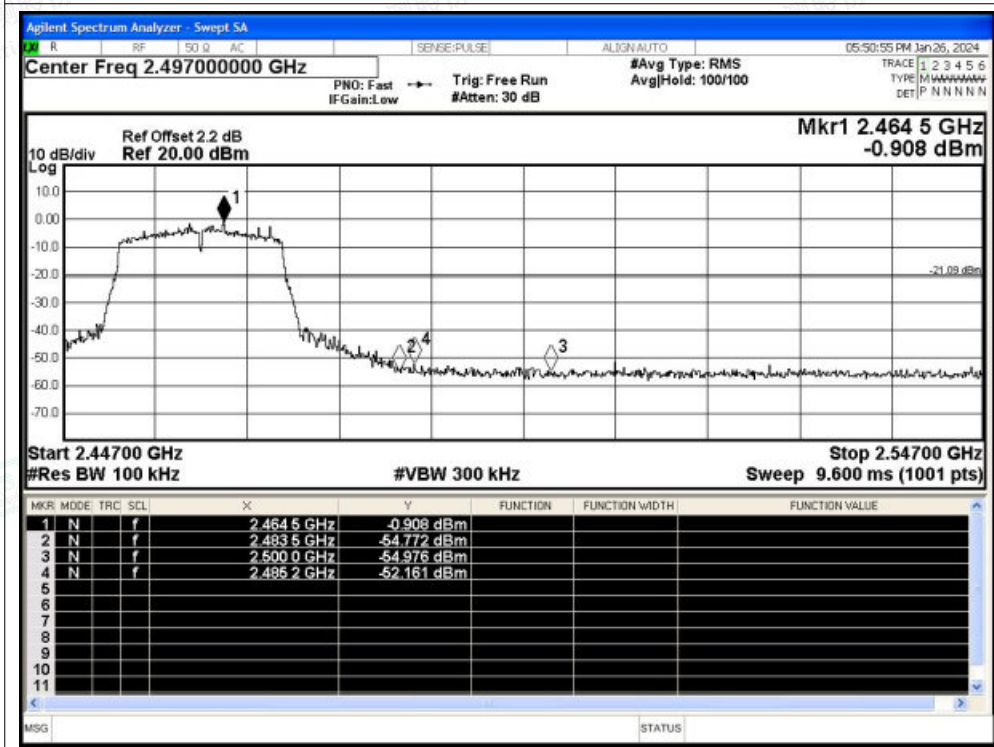 Agilent Spectrum Analyzer - Swept SA
LXI R RF 50 Ω AC SENSE:PULSE ALIGN AUTO 05:50:55 PM Jan 26, 2024
Center Freq 2.497000000 GHz #Avg Type: RMS TRACE 1 2 3 4 5 6
PNO: Fast Trig: Free Run Avg|Hold: 100/100 TYPE M WWWWW
IFGain:Low #Atten: 30 dB DET P N N N N N
Mkr1 2.464 5 GHz
Ref Offset 2.2 dB
10 dB/div Ref 20.00 dBm -0.908 dBm
Log
10.0
1
0.00
-10.0
-20.0 -21.09 dBm
-30.0
-40.0
2 4 3
-50.0
-60.0
-70.0
Start 2.44700 GHz Stop 2.54700 GHz
#Res BW 100 kHz #VBW 300 kHz Sweep 9.600 ms (1001 pts)
MKR MODE TRC SCL X Y FUNCTION FUNCTION WIDTH FUNCTION VALUE
1 N f 2.464 5 GHz -0.908 dBm
2 N f 2.483 5 GHz -54.772 dBm
3 N f 2.500 0 GHz -54.976 dBm
4 N f 2.485 2 GHz -52.161 dBm
5
6
7
8
9
10
11
MSG STATUS